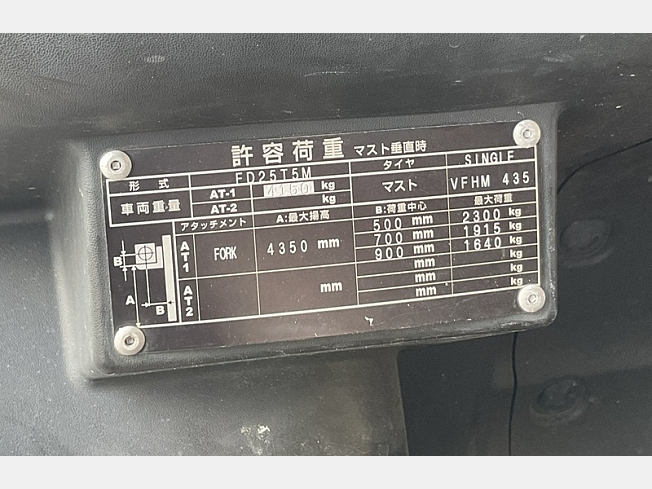 許容荷重 マスト垂直時
形式 FD25T5M タイヤ SINGLE
車両重量 AT-1 4160 kg マスト VFHM 435
AT-2 kg
アタッチメント A:最大揚高 B:荷重中心 最大荷重
AT1 FORK 4350 mm 500 mm 2300 kg
700 mm 1915 kg
900 mm 1640 kg
AT2 mm mm kg
mm kg
mm kg
B
A
B